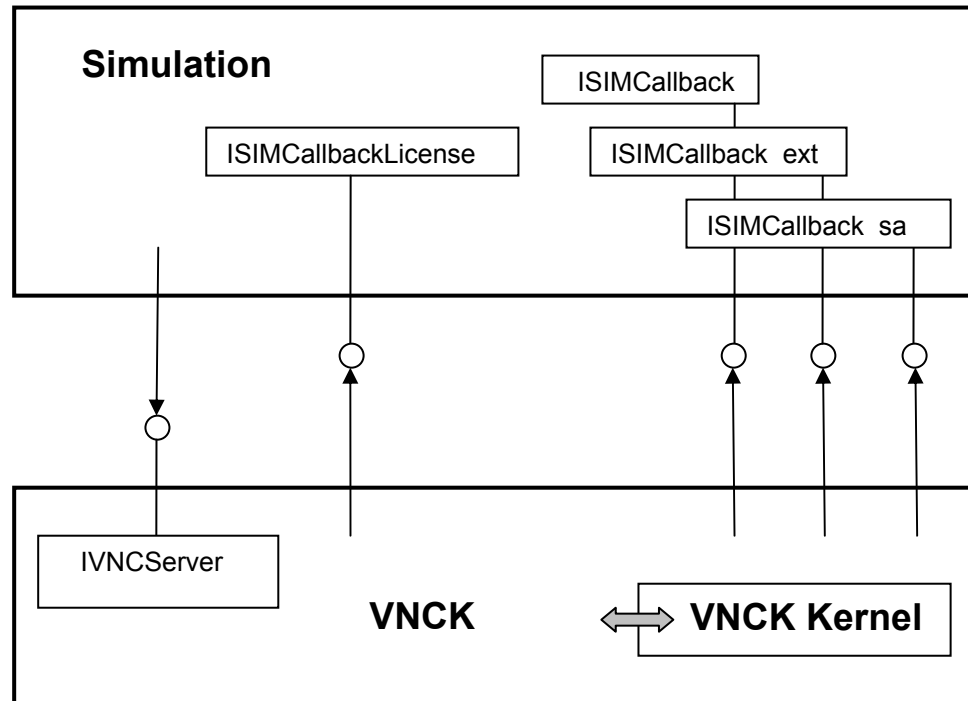 Simulation
ISIMCallback
ISIMCallbackLicense
ISIMCallback ext
ISIMCallback sa
IVNCServer
VNCK
VNCK Kernel